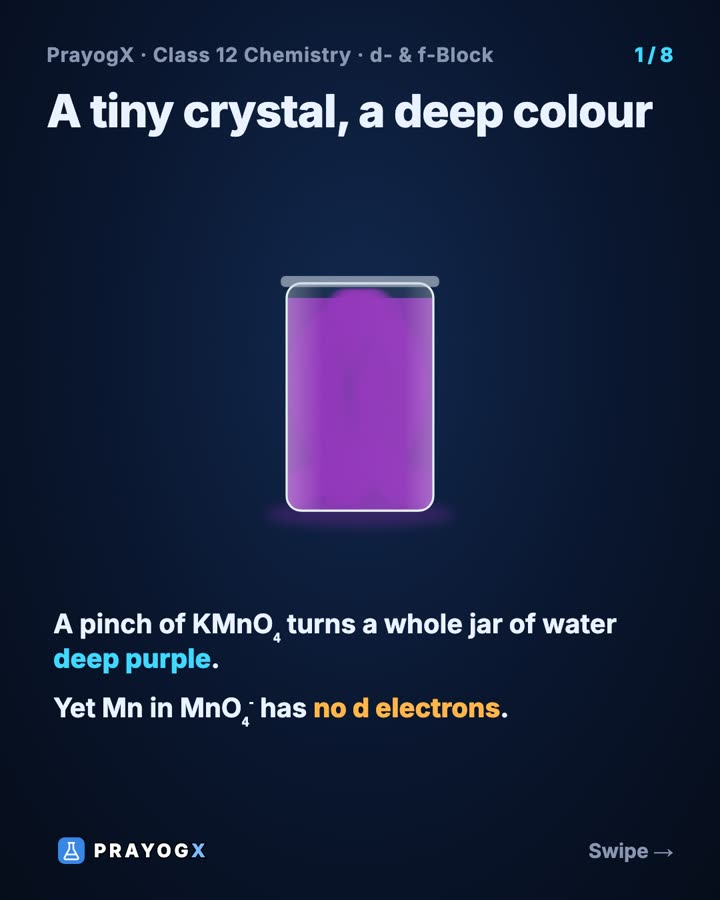 PrayogX · Class 12 Chemistry · d- & f-Block
1 / 8
A tiny crystal, a deep colour
A pinch of KMnO₄ turns a whole jar of water
deep purple.
Yet Mn in MnO₄⁻ has no d electrons.
PRAYOGX
Swipe →